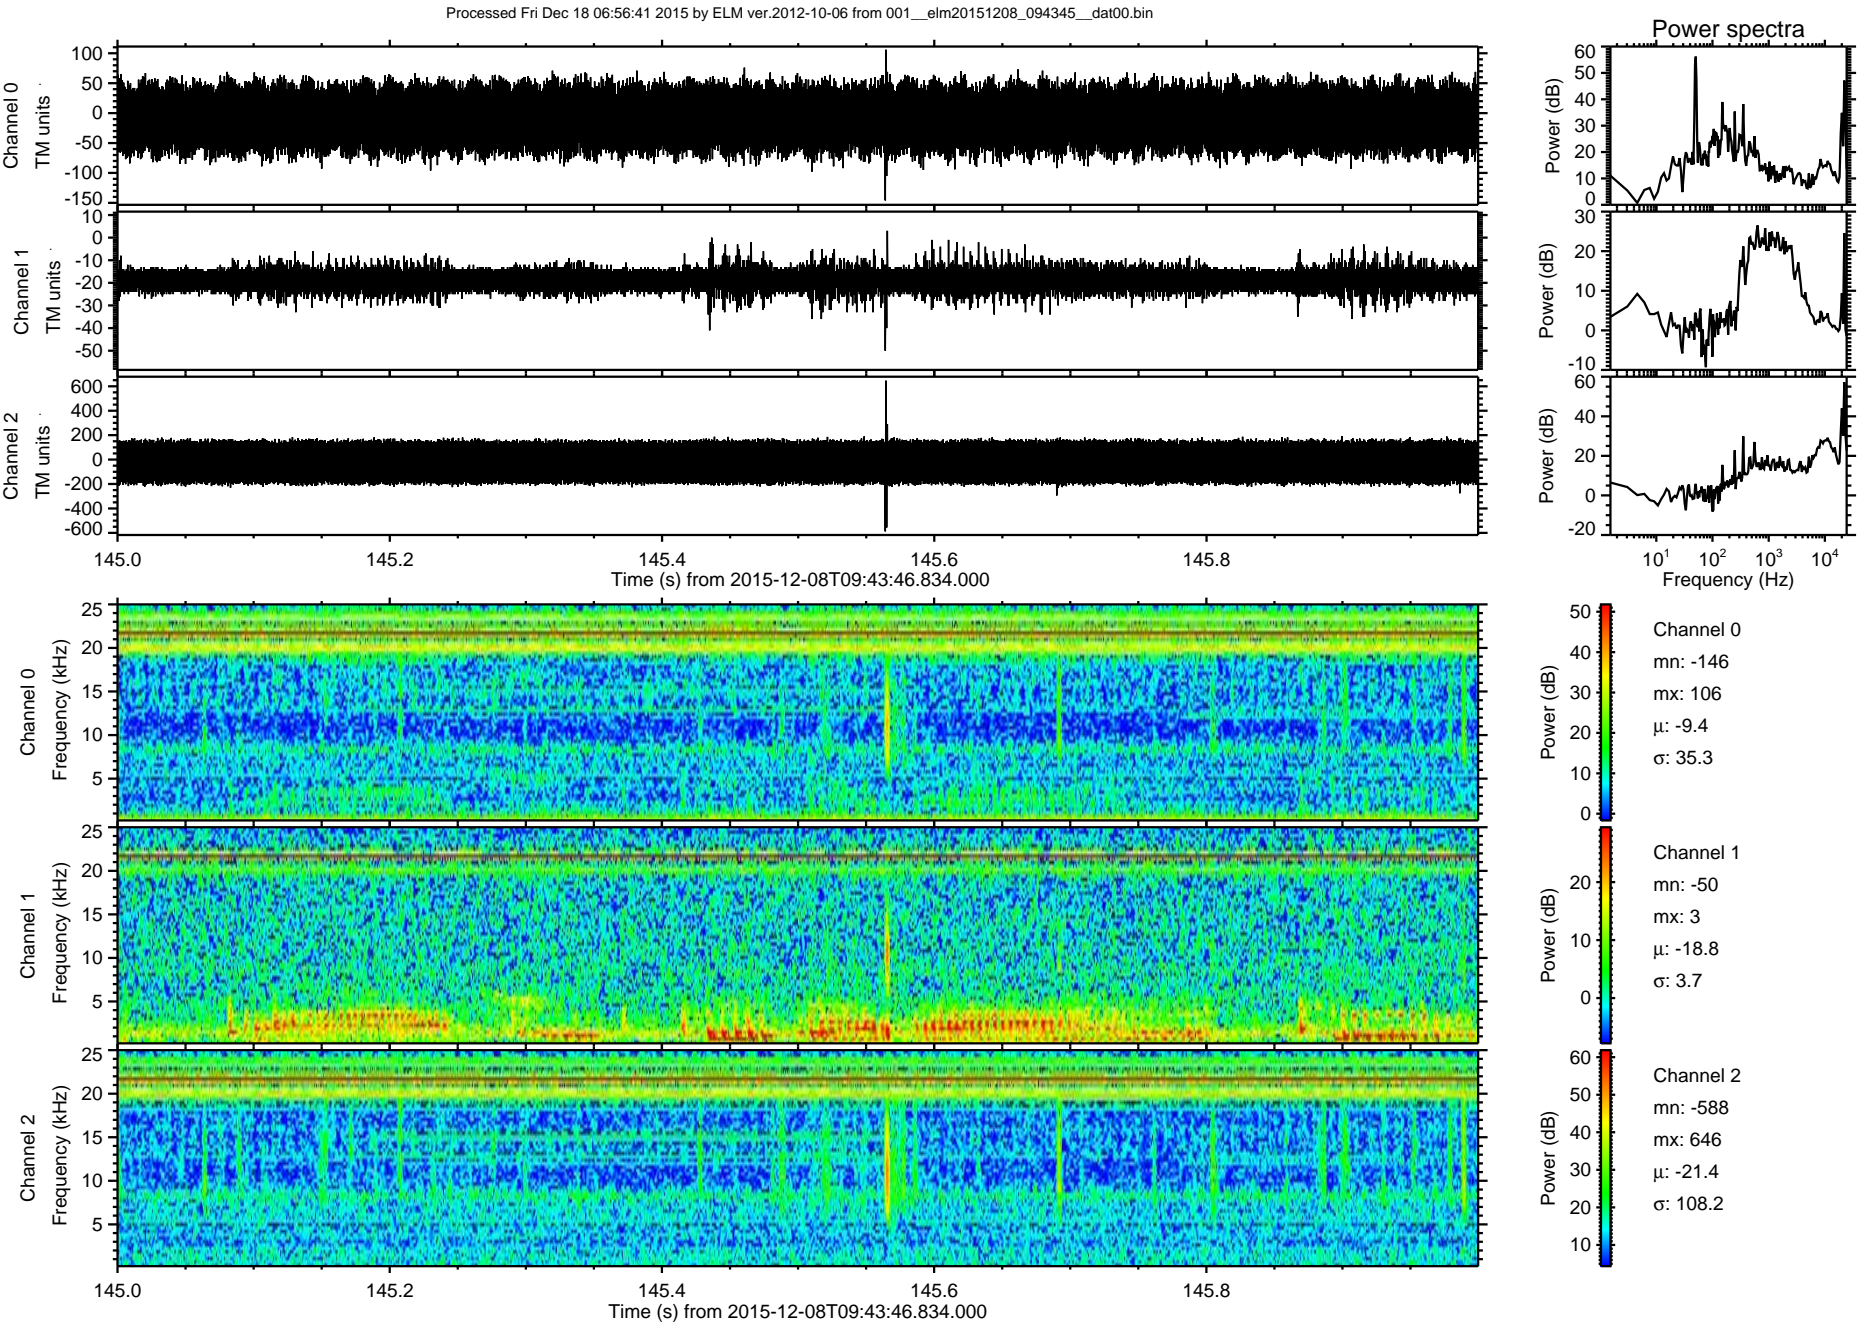 Processed Fri Dec 18 06:56:41 2015 by ELM ver.2012-10-06 from 001__elm20151208_094345__dat00.bin
Power spectra
Channel 0
TM units
100
50
0
-50
-100
-150
Power (dB)
60
50
40
30
20
10
0
Channel 1
TM units
10
0
-10
-20
-30
-40
-50
Power (dB)
30
20
10
0
-10
Channel 2
TM units
600
400
200
0
-200
-400
-600
Power (dB)
60
40
20
0
-20
145.0 145.2 145.4 145.6 145.8
Time (s) from 2015-12-08T09:43:46.834.000
10¹ 10² 10³ 10⁴
Frequency (Hz)
Channel 0
Frequency (kHz)
25
20
15
10
5
Power (dB)
50
40
30
20
10
0
Channel 0
mn: -146
mx: 106
μ: -9.4
σ: 35.3
Channel 1
Frequency (kHz)
25
20
15
10
5
Power (dB)
20
10
0
Channel 1
mn: -50
mx: 3
μ: -18.8
σ: 3.7
Channel 2
Frequency (kHz)
25
20
15
10
5
Power (dB)
60
50
40
30
20
10
Channel 2
mn: -588
mx: 646
μ: -21.4
σ: 108.2
145.0 145.2 145.4 145.6 145.8
Time (s) from 2015-12-08T09:43:46.834.000